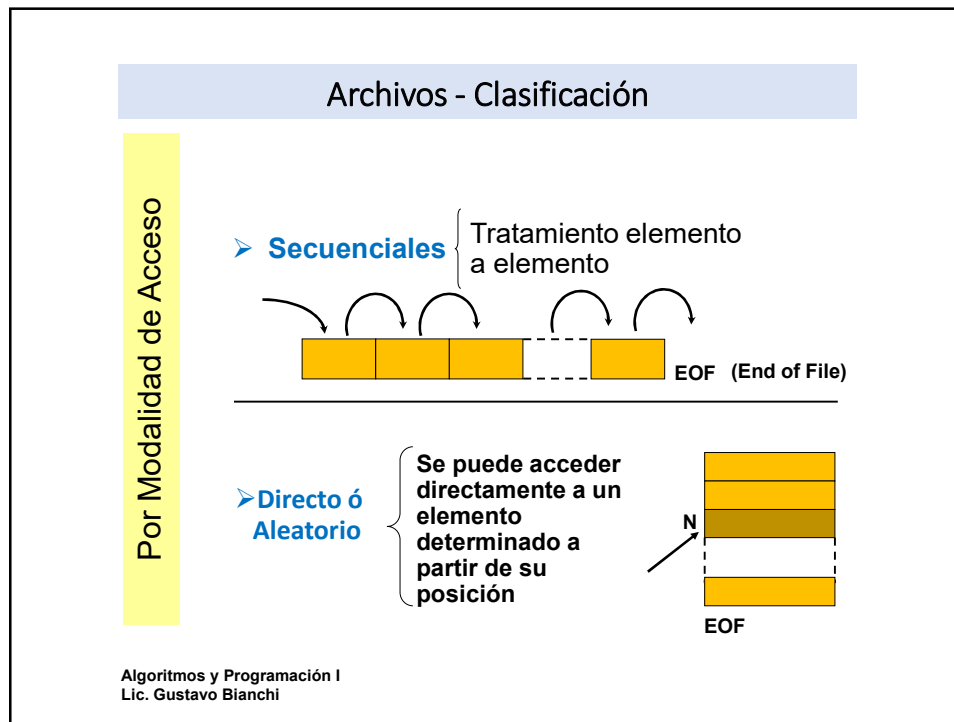 Archivos - Clasificación
Por Modalidad de Acceso
➢ Secuenciales
Tratamiento elemento
a elemento
EOF (End of File)
➢Directo ó
Aleatorio
Se puede acceder
directamente a un
elemento
determinado a
partir de su
posición
N
EOF
Algoritmos y Programación I
Lic. Gustavo Bianchi